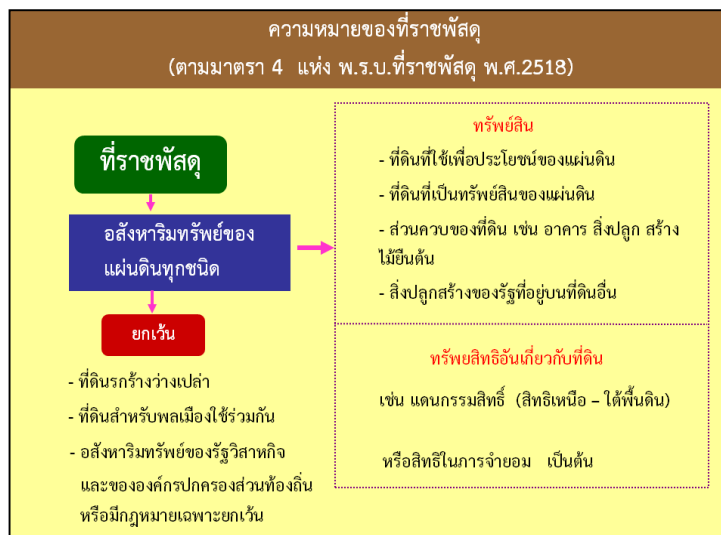 ความหมายของที่ราชพัสดุ
(ตามมาตรา 4 แห่ง พ.ร.บ.ที่ราชพัสดุ พ.ศ.2518)
ที่ราชพัสดุ
อสังหาริมทรัพย์ของ
แผ่นดินทุกชนิด
ยกเว้น
- ที่ดินรกร้างว่างเปล่า
- ที่ดินสำหรับพลเมืองใช้ร่วมกัน
- อสังหาริมทรัพย์ของรัฐวิสาหกิจ
และขององค์กรปกครองส่วนท้องถิ่น
หรือมีกฎหมายเฉพาะยกเว้น
ทรัพย์สิน
- ที่ดินที่ใช้เพื่อประโยชน์ของแผ่นดิน
- ที่ดินที่เป็นทรัพย์สินของแผ่นดิน
- ส่วนควบของที่ดิน เช่น อาคาร สิ่งปลูก สร้าง
ไม้ยืนต้น
- สิ่งปลูกสร้างของรัฐที่อยู่บนที่ดินอื่น
ทรัพยสิทธิอันเกี่ยวกับที่ดิน
เช่น แดนกรรมสิทธิ์ (สิทธิเหนือ – ใต้พื้นดิน)
หรือสิทธิในการจำยอม เป็นต้น